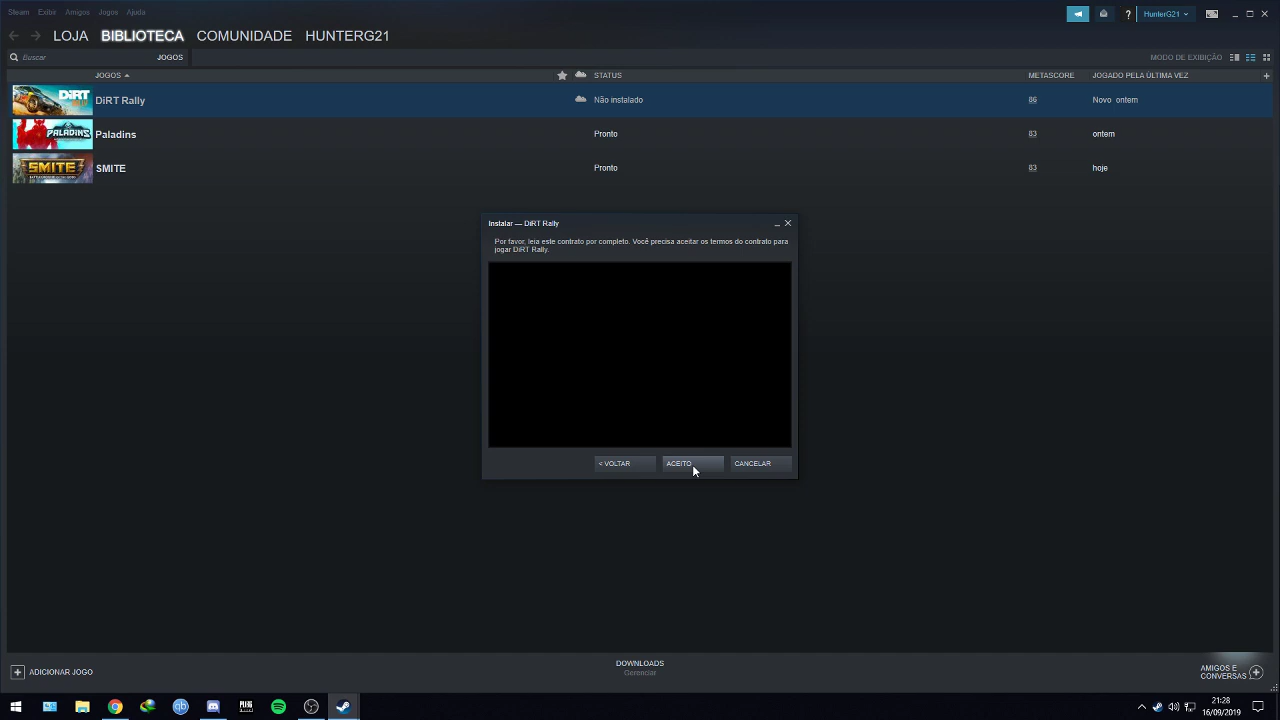 Steam Exibir Amigos Jogos Ajuda
HunterG21
LOJA BIBLIOTECA COMUNIDADE HUNTERG21
Buscar JOGOS MODO DE EXIBIÇÃO
JOGOS STATUS METASCORE JOGADO PELA ÚLTIMA VEZ
DiRT Rally Não instalado 86 Novo ontem
Paladins Pronto 83 ontem
SMITE Pronto 83 hoje
Instalar — DiRT Rally
Por favor, leia este contrato por completo. Você precisa aceitar os termos do contrato para
jogar DiRT Rally.
< VOLTAR ACEITO CANCELAR
ADICIONAR JOGO
DOWNLOADS
Gerenciar
AMIGOS E
CONVERSAS
21:28
16/09/2019